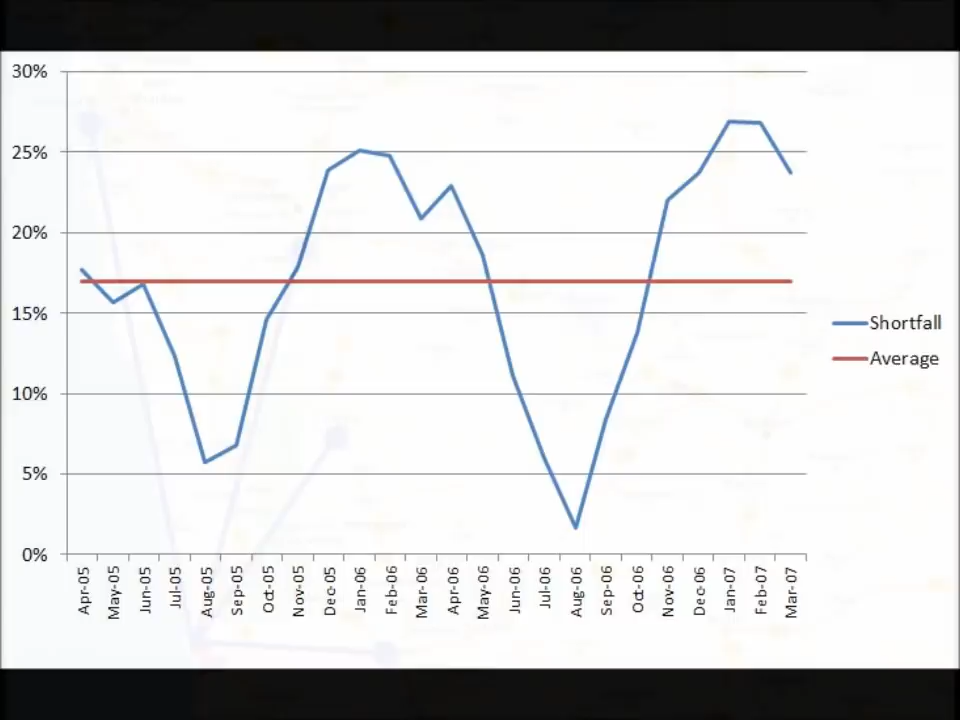 30%
25%
20%
15%
10%
5%
0%
Apr-05
May-05
Jun-05
Jul-05
Aug-05
Sep-05
Oct-05
Nov-05
Dec-05
Jan-06
Feb-06
Mar-06
Apr-06
May-06
Jun-06
Jul-06
Aug-06
Sep-06
Oct-06
Nov-06
Dec-06
Jan-07
Feb-07
Mar-07
Shortfall
Average